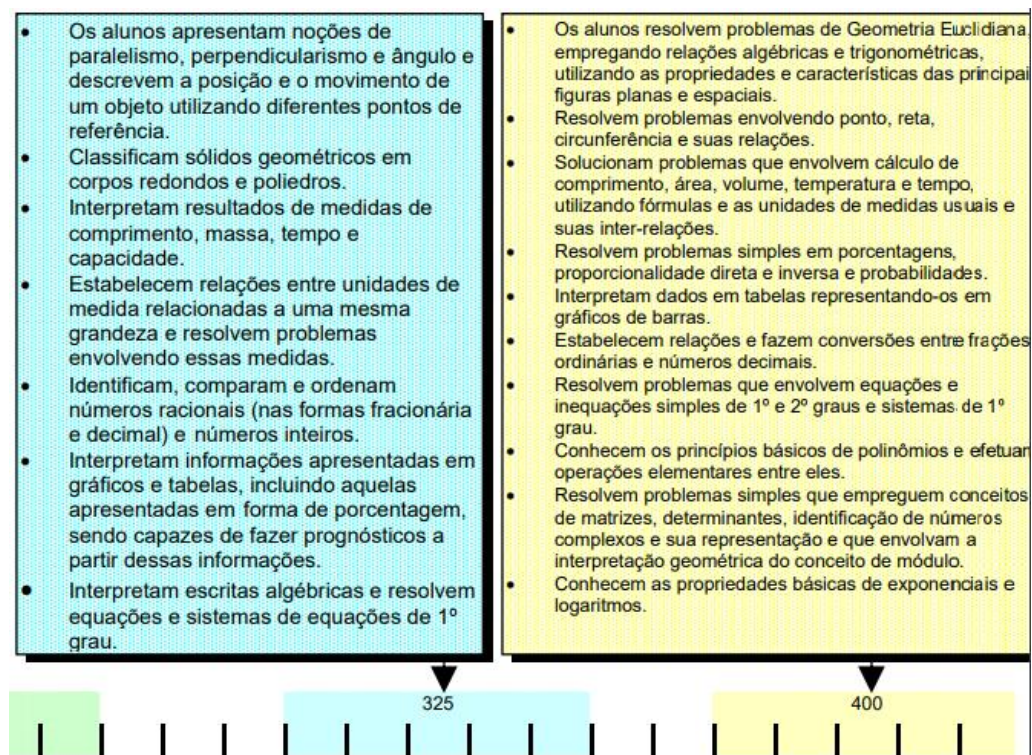 • Os alunos apresentam noções de
paralelismo, perpendicularismo e ângulo e
descrevem a posição e o movimento de
um objeto utilizando diferentes pontos de
referência.
• Classificam sólidos geométricos em
corpos redondos e poliedros.
• Interpretam resultados de medidas de
comprimento, massa, tempo e
capacidade.
• Estabelecem relações entre unidades de
medida relacionadas a uma mesma
grandeza e resolvem problemas
envolvendo essas medidas.
• Identificam, comparam e ordenam
números racionais (nas formas fracionária
e decimal) e números inteiros.
• Interpretam informações apresentadas em
gráficos e tabelas, incluindo aquelas
apresentadas em forma de porcentagem,
sendo capazes de fazer prognósticos a
partir dessas informações.
• Interpretam escritas algébricas e resolvem
equações e sistemas de equações de 1º
grau.
• Os alunos resolvem problemas de Geometria Euclidiana,
empregando relações algébricas e trigonométricas,
utilizando as propriedades e características das principai
figuras planas e espaciais.
• Resolvem problemas envolvendo ponto, reta,
circunferência e suas relações.
• Solucionam problemas que envolvem cálculo de
comprimento, área, volume, temperatura e tempo,
utilizando fórmulas e as unidades de medidas usuais e
suas inter-relações.
• Resolvem problemas simples em porcentagens,
proporcionalidade direta e inversa e probabilidades.
• Interpretam dados em tabelas representando-os em
gráficos de barras.
• Estabelecem relações e fazem conversões entre frações
ordinárias e números decimais.
• Resolvem problemas que envolvem equações e
inequações simples de 1º e 2º graus e sistemas de 1º
grau.
• Conhecem os princípios básicos de polinômios e efetuam
operações elementares entre eles.
• Resolvem problemas simples que empreguem conceitos
de matrizes, determinantes, identificação de números
complexos e sua representação e que envolvam a
interpretação geométrica do conceito de módulo.
• Conhecem as propriedades básicas de exponenciais e
logaritmos.
325
400